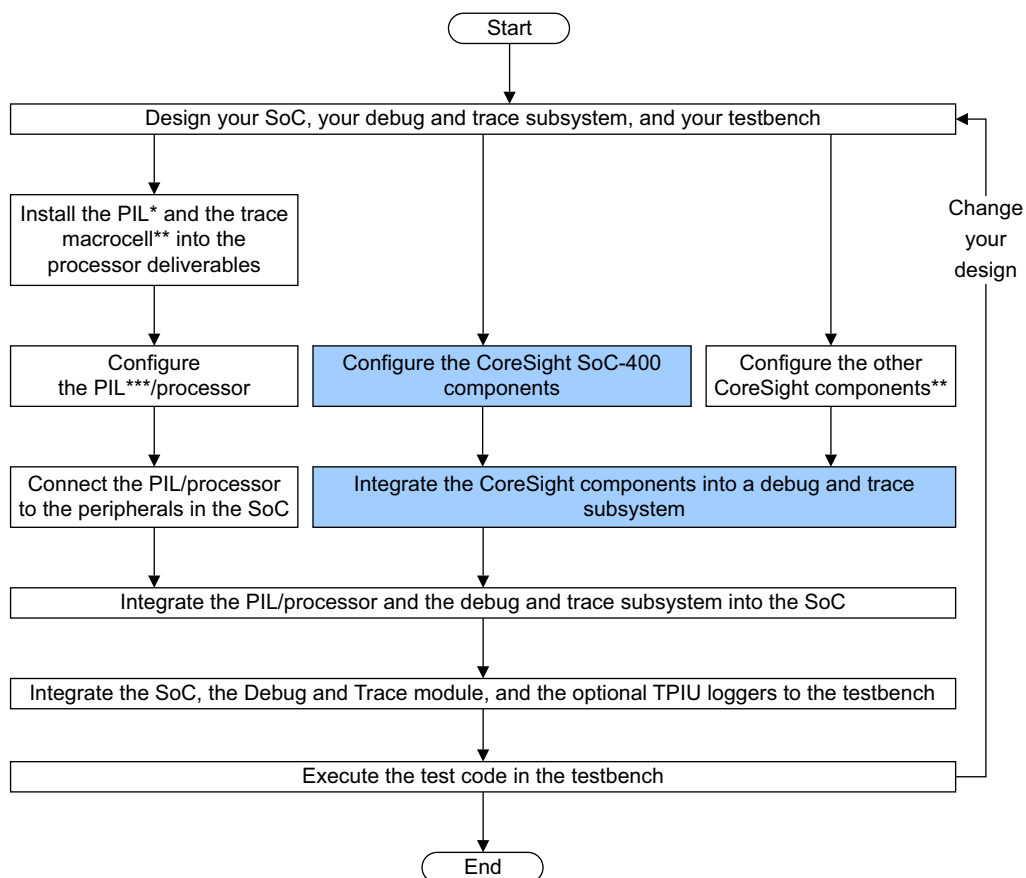 Start
Design your SoC, your debug and trace subsystem, and your testbench
Install the PIL* and the trace
macrocell** into the
processor deliverables
Change
your
design
Configure
the PIL***/processor
Configure the CoreSight SoC-400
components
Configure the other
CoreSight components**
Connect the PIL/processor
to the peripherals in the SoC
Integrate the CoreSight components into a debug and trace
subsystem
Integrate the PIL/processor and the debug and trace subsystem into the SoC
Integrate the SoC, the Debug and Trace module, and the optional TPIU loggers to the testbench
Execute the test code in the testbench
End